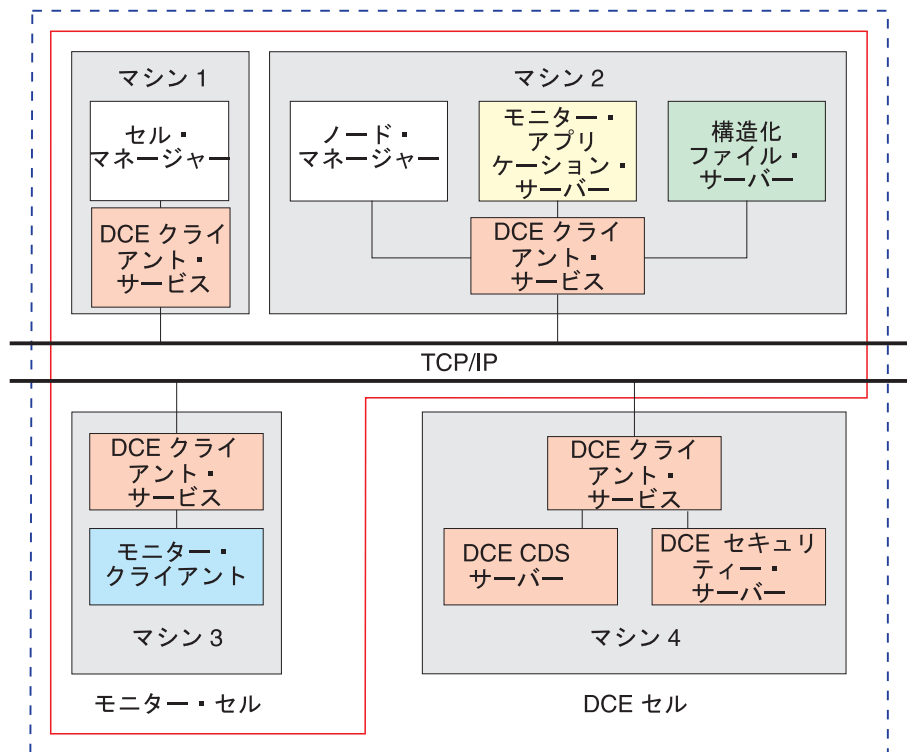 マシン 1
セル・
マネージャー
DCE クライ
アント・
サービス
マシン 2
ノード・
マネージャー
モニター・
アプリ
ケーション・
サーバー
構造化
ファイル・
サーバー
DCE クライ
アント・
サービス
TCP/IP
DCE クライ
アント・
サービス
モニター・
クライアント
マシン 3
モニター・セル
DCE クライ
アント・
サービス
DCE CDS
サーバー
DCE セキュリ
ティー・
サーバー
マシン 4
DCE セル